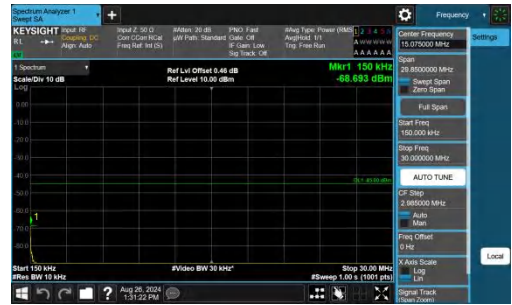 Spectrum Analyzer 1
Swept SA
Frequency
KEYSIGHT Input: RF
Coupling: DC
Align: Auto
Input Z: 50 Ω
Corr CCorr RCal
Freq Ref: Int (S)
#Atten: 20 dB
µW Path: Standard
PNO: Fast
Gate: Off
IF Gain: Low
Sig Track: Off
#Avg Type: Power (RMS)
Avg|Hold: 1/1
Trig: Free Run
1 2 3 4 5 6
A W W W W W
A A A A A A
1 Spectrum
Scale/Div 10 dB
Log
Ref Lvl Offset 0.46 dB
Ref Level 10.00 dBm
Mkr1 150 kHz
-68.693 dBm
0.00
-10.0
-20.0
-30.0
-40.0
-50.0
-60.0
-70.0
-80.0
1
Start 150 kHz
#Res BW 10 kHz
#Video BW 30 kHz*
Stop 30.00 MHz
#Sweep 1.00 s (1001 pts)
Aug 26, 2024
1:31:22 PM
Center Frequency
15.075000 MHz
Settings
Span
29.8500000 MHz
Swept Span
Zero Span
Full Span
Start Freq
150.000 kHz
Stop Freq
30.000000 MHz
AUTO TUNE
CF Step
2.985000 MHz
Auto
Man
Freq Offset
0 Hz
X Axis Scale
Log
Lin
Signal Track
(Span Zoom)
Local